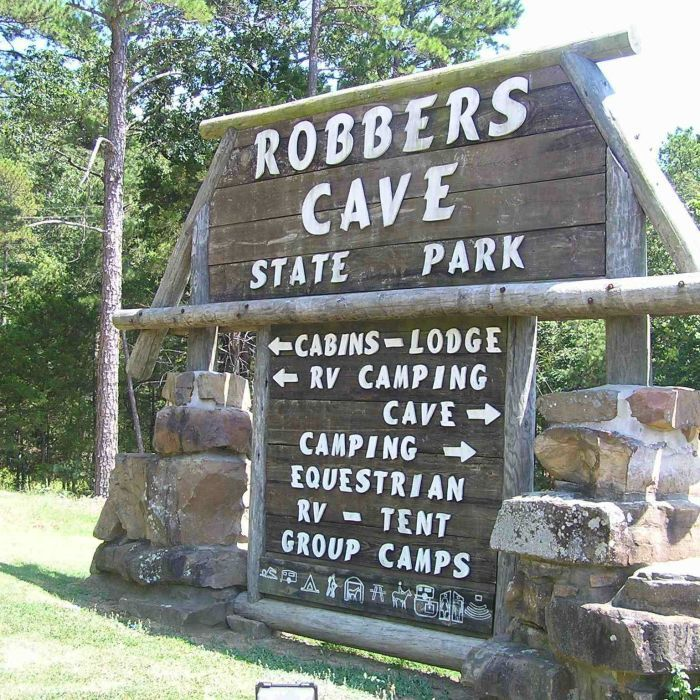 ROBBERS
CAVE
STATE PARK
←CABINS-LODGE
← RV CAMPING
CAVE →
CAMPING →
EQUESTRIAN
RV - TENT
GROUP CAMPS